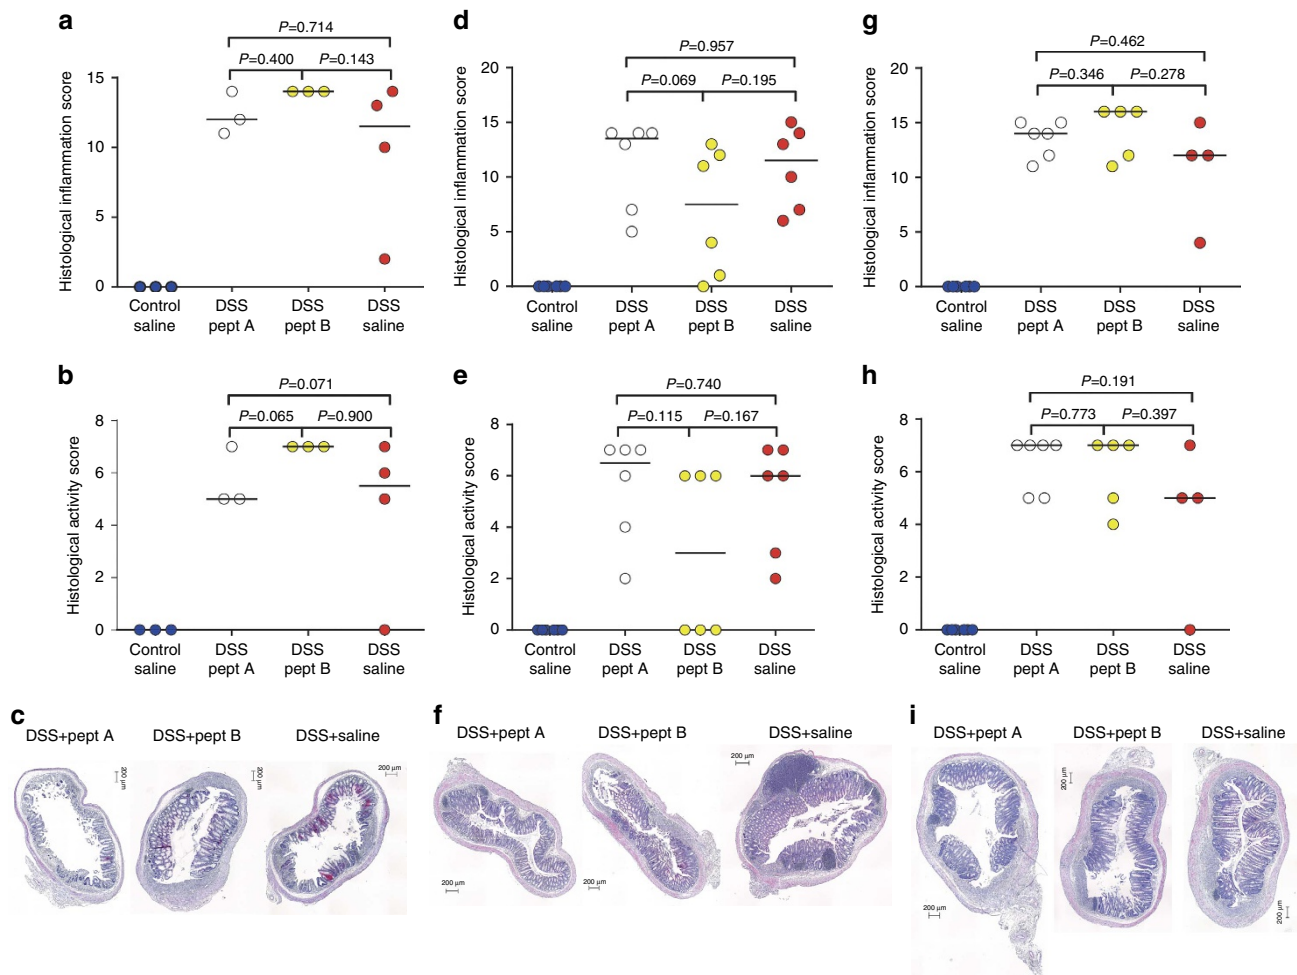 a
P=0.714
P=0.400 P=0.143
Histological inflammation score
15
10
5
0
Control saline
DSS pept A
DSS pept B
DSS saline
d
P=0.957
P=0.069 P=0.195
Histological inflammation score
20
15
10
5
0
Control saline
DSS pept A
DSS pept B
DSS saline
g
P=0.462
P=0.346 P=0.278
Histological inflammation score
20
15
10
5
0
Control saline
DSS pept A
DSS pept B
DSS saline
b
P=0.071
P=0.065 P=0.900
Histological activity score
8
6
4
2
0
Control saline
DSS pept A
DSS pept B
DSS saline
e
P=0.740
P=0.115 P=0.167
Histological activity score
8
6
4
2
0
Control saline
DSS pept A
DSS pept B
DSS saline
h
P=0.191
P=0.773 P=0.397
Histological activity score
8
6
4
2
0
Control saline
DSS pept A
DSS pept B
DSS saline
c
DSS+pept A DSS+pept B DSS+saline
200 µm
200 µm
200 µm
f
DSS+pept A DSS+pept B DSS+saline
200 µm
200 µm
200 µm
i
DSS+pept A DSS+pept B DSS+saline
200 µm
200 µm
200 µm